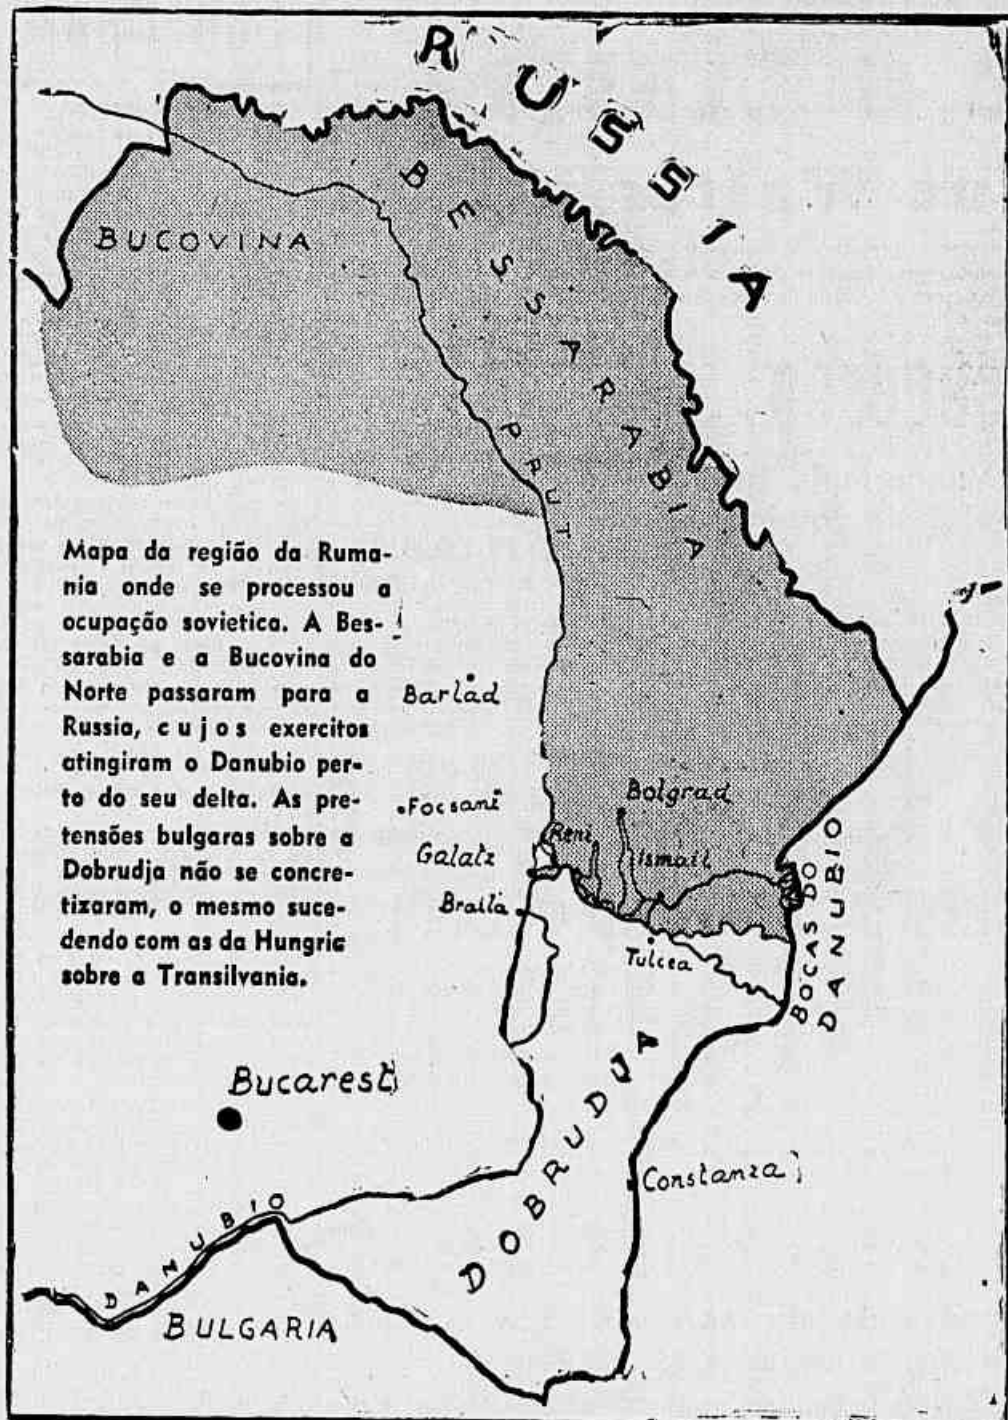 RUSSIA
BESSARABIA
BUCOVINA
PRUT
Mapa da região da Ruma-
nia onde se processou a
ocupação sovietica. A Bes-
sarabia e a Bucovina do
Norte passaram para a
Russia, cujos exercitos
atingiram o Danubio per-
to do seu delta. As pre-
tensões bulgaras sobre a
Dobrudja não se concre-
tizaram, o mesmo suce-
dendo com as da Hungria
sobre a Transilvania.
Barlad
Focsani
Bolgrad
Reni
Galatz
Ismail
Braila
Tulcea
BOCAS DO
DANUBIO
Bucarest
DOBRUDJA
Constanza
DANUBIO
BULGARIA